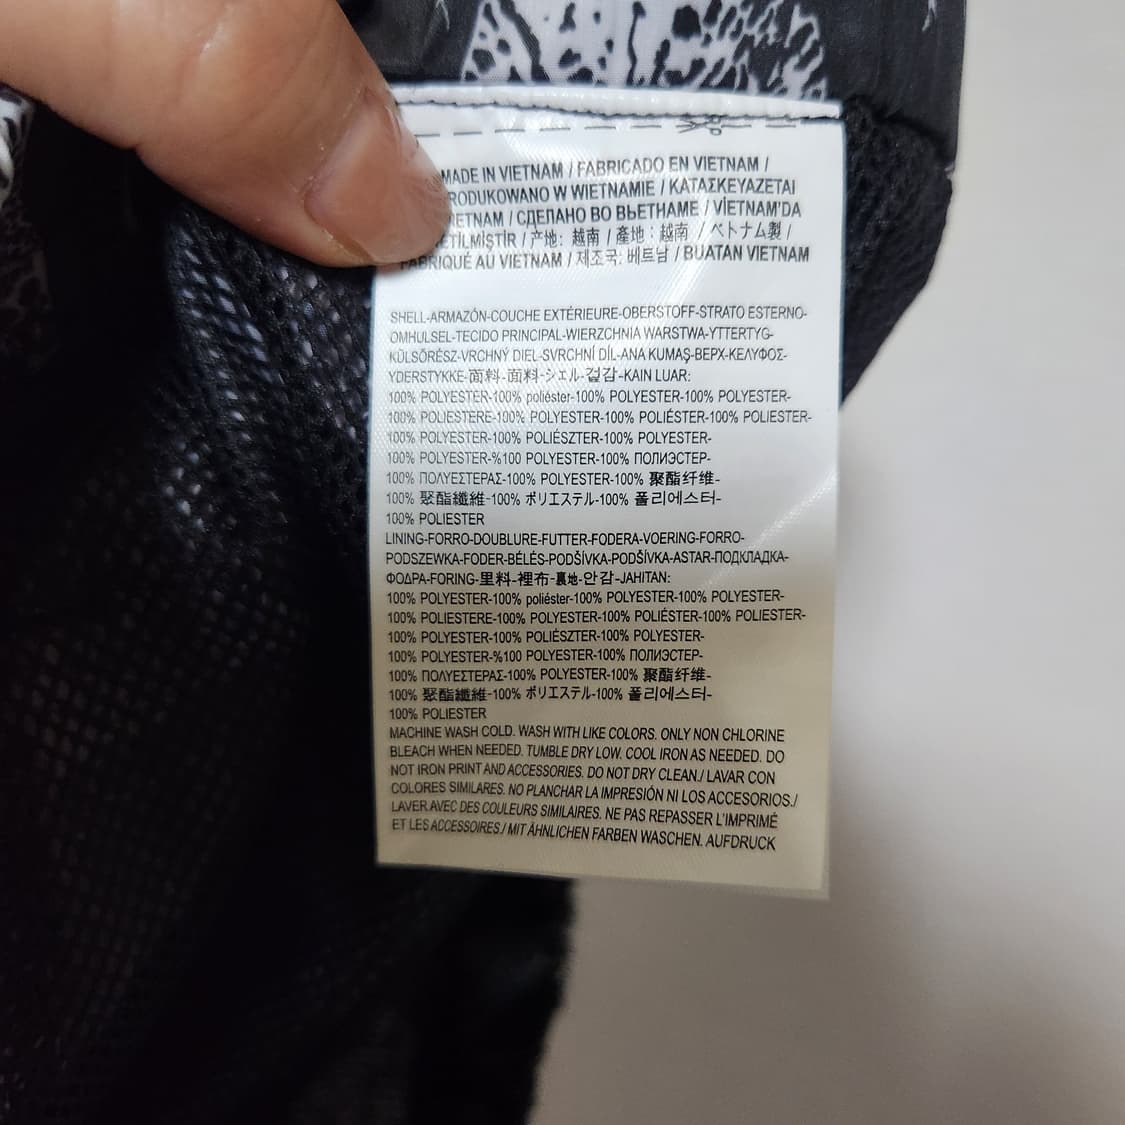 MADE IN VIETNAM / FABRICADO EN VIETNAM /
RODUKOWANO W WIETNAMIE / ΚΑΤΑΣΚΕΥΑΖΕΤΑΙ
IETNAM / СДЕЛАНО ВО ВЬЕТНАМЕ / VİETNAM'DA
ETİLMİŞTİR / 产地: 越南 / 產地: 越南 / ベトナム製 /
FABRIQUÉ AU VIETNAM / 제조국: 베트남 / BUATAN VIETNAM
SHELL-ARMAZÓN-COUCHE EXTÉRIEURE-OBERSTOFF-STRATO ESTERNO-
OMHULSEL-TECIDO PRINCIPAL-WIERZCHNIA WARSTWA-YTTERTYG-
KÜLSŐRÉSZ-VRCHNÝ DIEL-SVRCHNÍ DÍL-ANA KUMAŞ-ВЕРХ-ΚΕΛΥΦΟΣ-
YDERSTYKKE-面料-面料-シェル-겉감-KAIN LUAR:
100% POLYESTER-100% poliéster-100% POLYESTER-100% POLYESTER-
100% POLIESTERE-100% POLYESTER-100% POLIÉSTER-100% POLIESTER-
100% POLYESTER-100% POLIÉSZTER-100% POLYESTER-
100% POLYESTER-%100 POLYESTER-100% ПОЛИЭСТЕР-
100% ΠΟΛΥΕΣΤΕΡΑΣ-100% POLYESTER-100% 聚酯纤维-
100% 聚酯纖維-100% ポリエステル-100% 폴리에스터-
100% POLIESTER
LINING-FORRO-DOUBLURE-FUTTER-FODERA-VOERING-FORRO-
PODSZEWKA-FODER-BÉLÉS-PODŠÍVKA-PODŠÍVKA-ASTAR-ПОДКЛАДКА-
ΦΟΔΡΑ-FORING-里料-裡布-裏地-안감-JAHITAN:
100% POLYESTER-100% poliéster-100% POLYESTER-100% POLYESTER-
100% POLIESTERE-100% POLYESTER-100% POLIÉSTER-100% POLIESTER-
100% POLYESTER-100% POLIÉSZTER-100% POLYESTER-
100% POLYESTER-%100 POLYESTER-100% ПОЛИЭСТЕР-
100% ΠΟΛΥΕΣΤΕΡΑΣ-100% POLYESTER-100% 聚酯纤维-
100% 聚酯纖維-100% ポリエステル-100% 폴리에스터-
100% POLIESTER
MACHINE WASH COLD. WASH WITH LIKE COLORS. ONLY NON CHLORINE
BLEACH WHEN NEEDED. TUMBLE DRY LOW. COOL IRON AS NEEDED. DO
NOT IRON PRINT AND ACCESSORIES. DO NOT DRY CLEAN./ LAVAR CON
COLORES SIMILARES. NO PLANCHAR LA IMPRESIÓN NI LOS ACCESORIOS./
LAVER AVEC DES COULEURS SIMILAIRES. NE PAS REPASSER L'IMPRIMÉ
ET LES ACCESSOIRES./ MIT ÄHNLICHEN FARBEN WASCHEN. AUFDRUCK